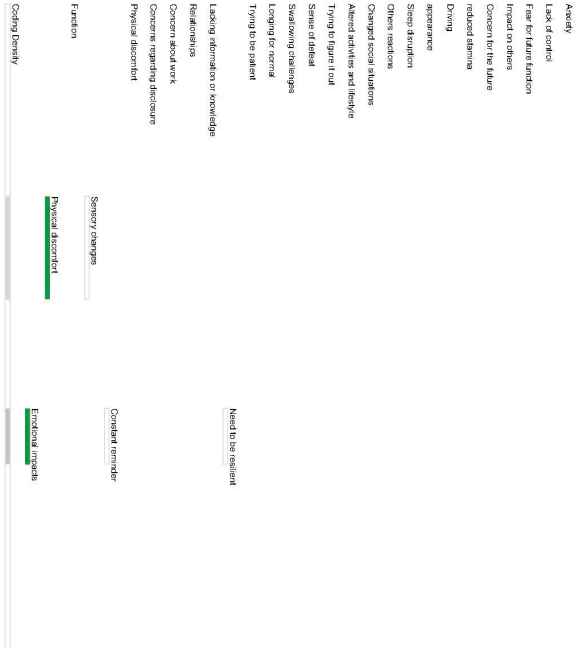 Coding Density
Emotional impacts
Physical discomfort
Function
Sensory changes
Constant reminder
Physical discomfort
Concerns regarding disclosure
Concern about work
Relationships
Lacking information or knowledge
Need to be resilient
Trying to be patient
Longing for normal
Swallowing challenges
Sense of defeat
Trying to figure it out
Altered activities and lifestyle
Changed social situations
Others reactions
Sleep disruption
appearance
Driving
reduced stamina
Concern for the future
Impact on others
Fear for future function
Lack of control
Anxiety